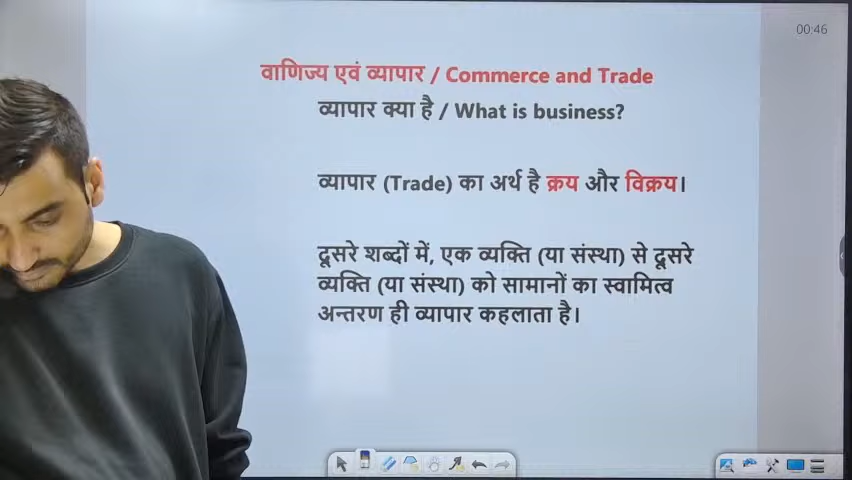 00:46
वाणिज्य एवं व्यापार / Commerce and Trade
व्यापार क्या है / What is business?
व्यापार (Trade) का अर्थ है क्रय और विक्रय।
दूसरे शब्दों में, एक व्यक्ति (या संस्था) से दूसरे
व्यक्ति (या संस्था) को सामानों का स्वामित्व
अन्तरण ही व्यापार कहलाता है।